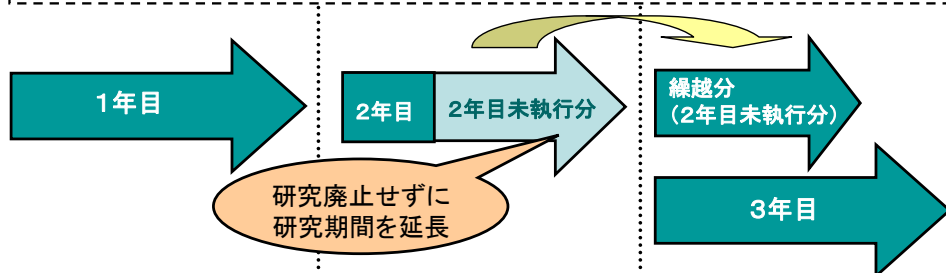 １年目
２年目
２年目未執行分
繰越分
（２年目未執行分）
研究廃止せずに
研究期間を延長
３年目